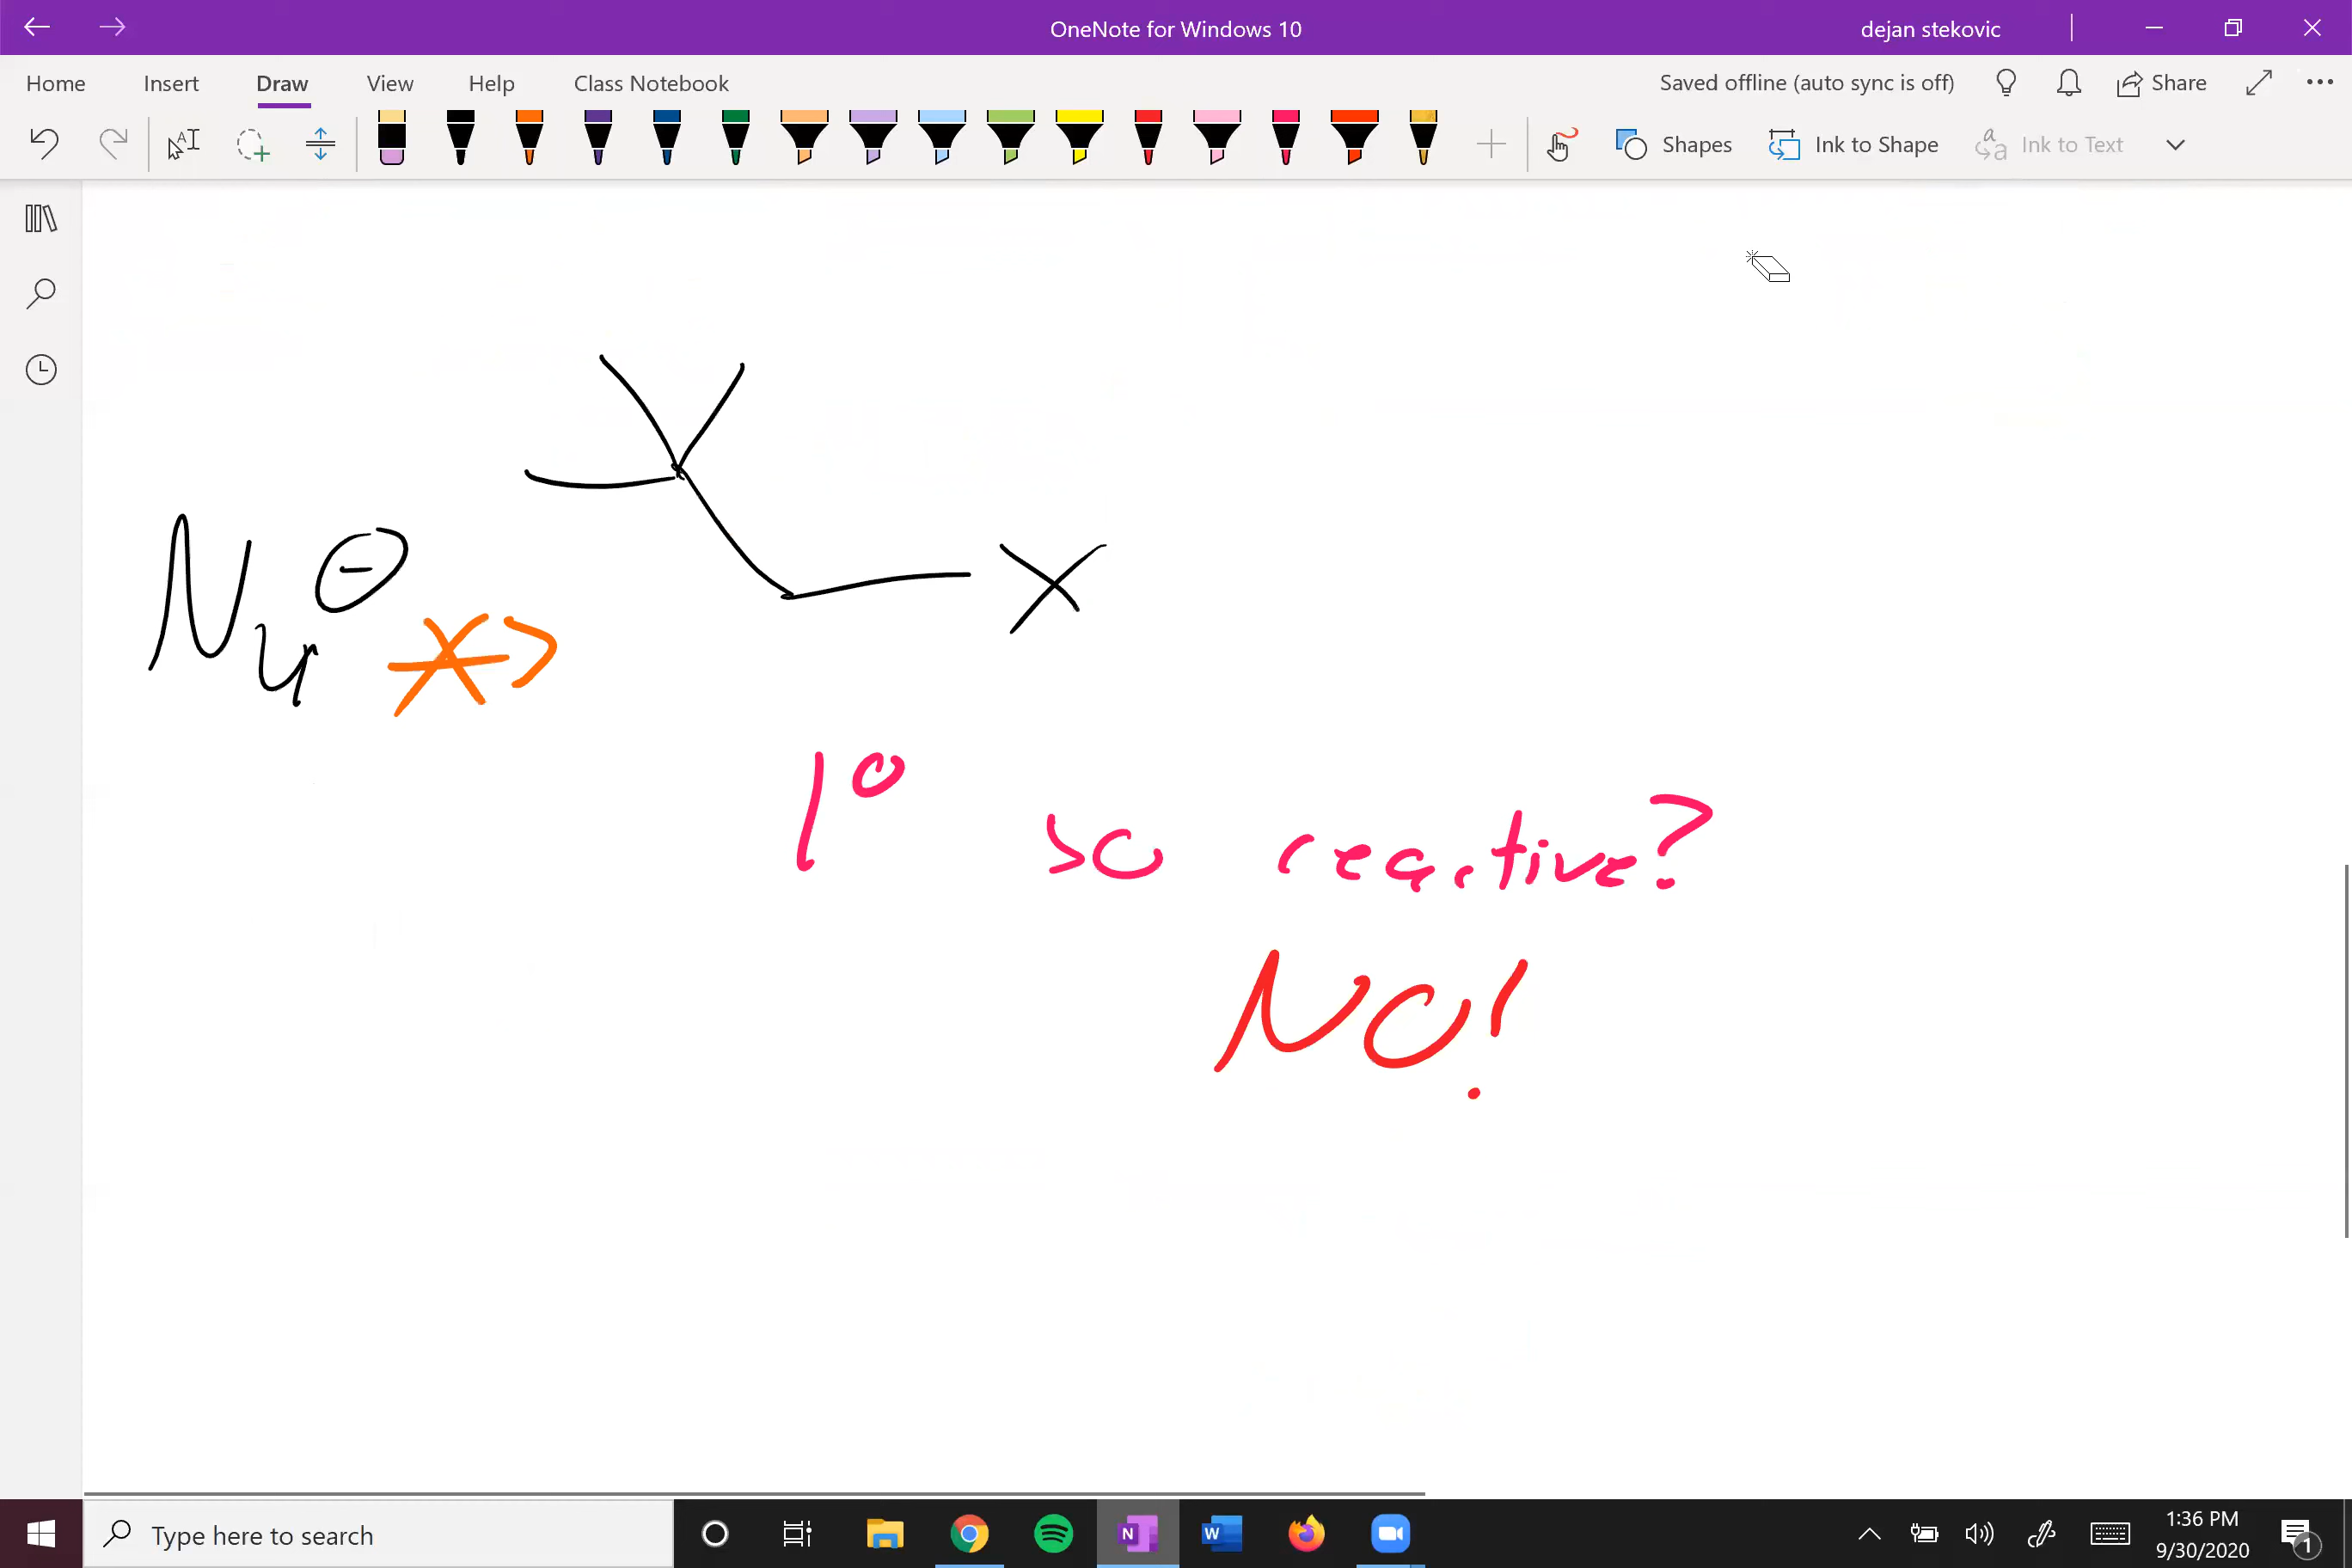 OneNote for Windows 10
dejan stekovic
Home Insert Draw View Help Class Notebook
Saved offline (auto sync is off) Share
Shapes Ink to Shape Ink to Text
Nu⊖
X
1° so reactive?
NO!
Type here to search
N W
1:36 PM
9/30/2020
1